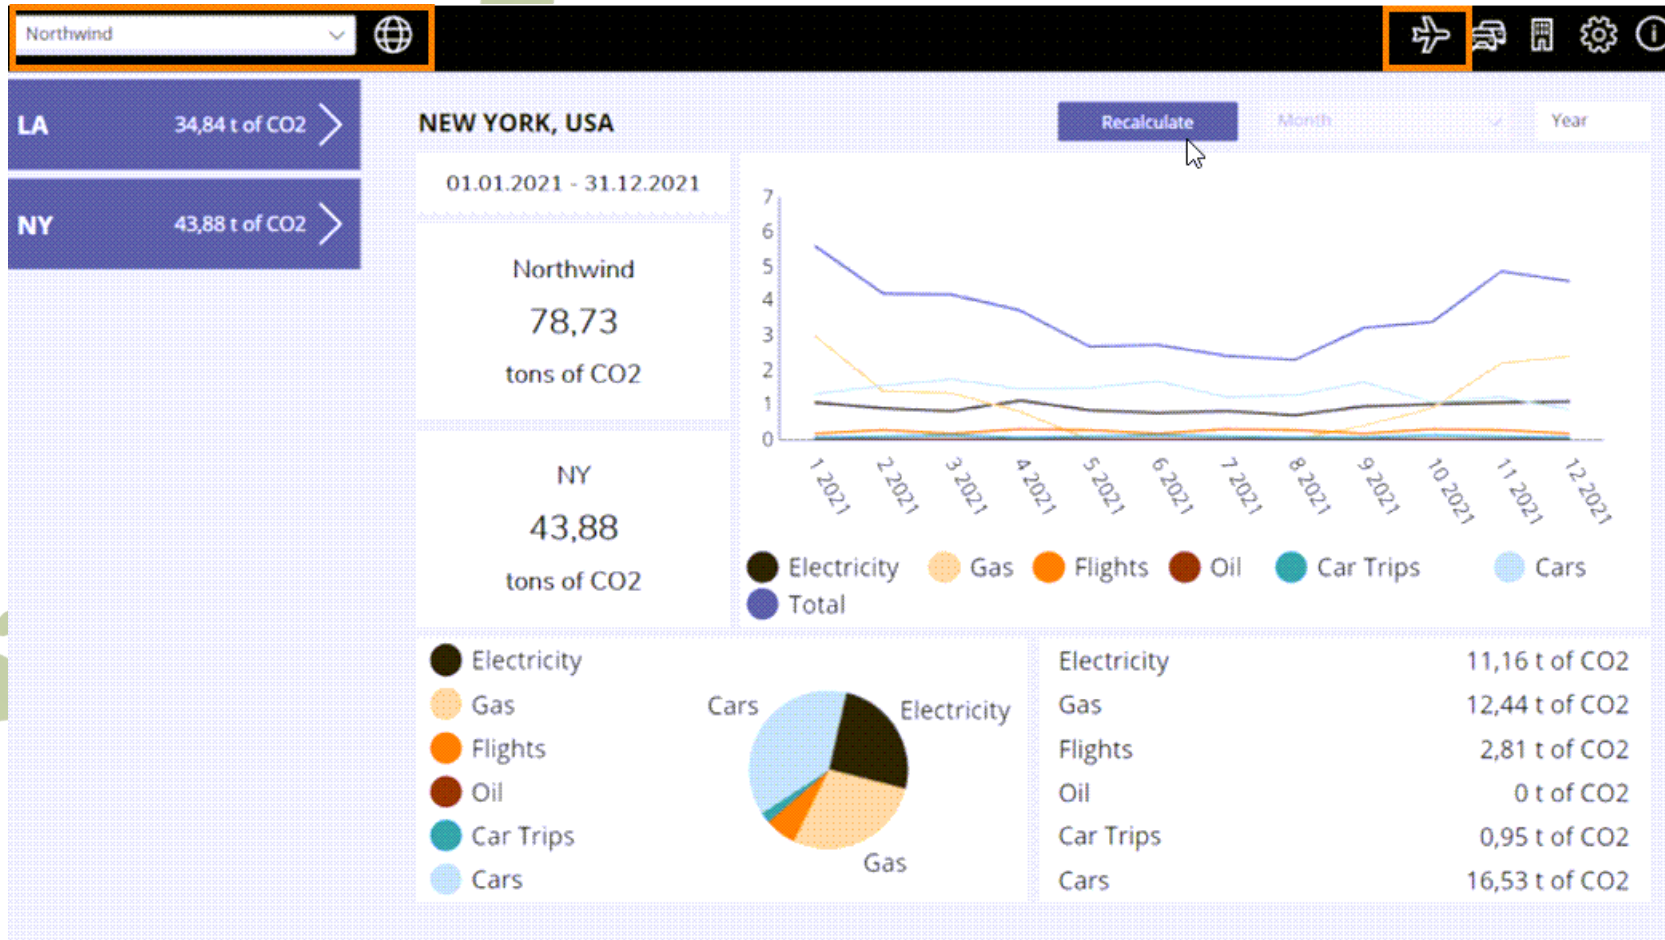 Northwind
LA 34,84 t of CO2
NY 43,88 t of CO2
NEW YORK, USA
Recalculate
Month
Year
01.01.2021 - 31.12.2021
Northwind
78,73
tons of CO2
NY
43,88
tons of CO2
7
6
5
4
3
2
1
0
1 2021
2 2021
3 2021
4 2021
5 2021
6 2021
7 2021
8 2021
9 2021
10 2021
11 2021
12 2021
Electricity Gas Flights Oil Car Trips Cars
Total
Electricity
Gas
Flights
Oil
Car Trips
Cars
Cars
Electricity
Gas
Electricity 11,16 t of CO2
Gas 12,44 t of CO2
Flights 2,81 t of CO2
Oil 0 t of CO2
Car Trips 0,95 t of CO2
Cars 16,53 t of CO2